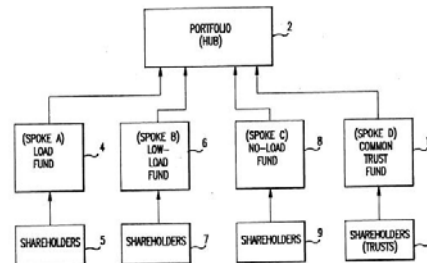 PORTFOLIO
(HUB)
2
(SPOKE A)
LOAD
FUND
4
(SPOKE B)
LOW-
LOAD
FUND
6
(SPOKE C)
NO-LOAD
FUND
8
(SPOKE D)
COMMON
TRUST
FUND
SHAREHOLDERS
5
SHAREHOLDERS
7
SHAREHOLDERS
9
SHAREHOLDERS
(TRUSTS)